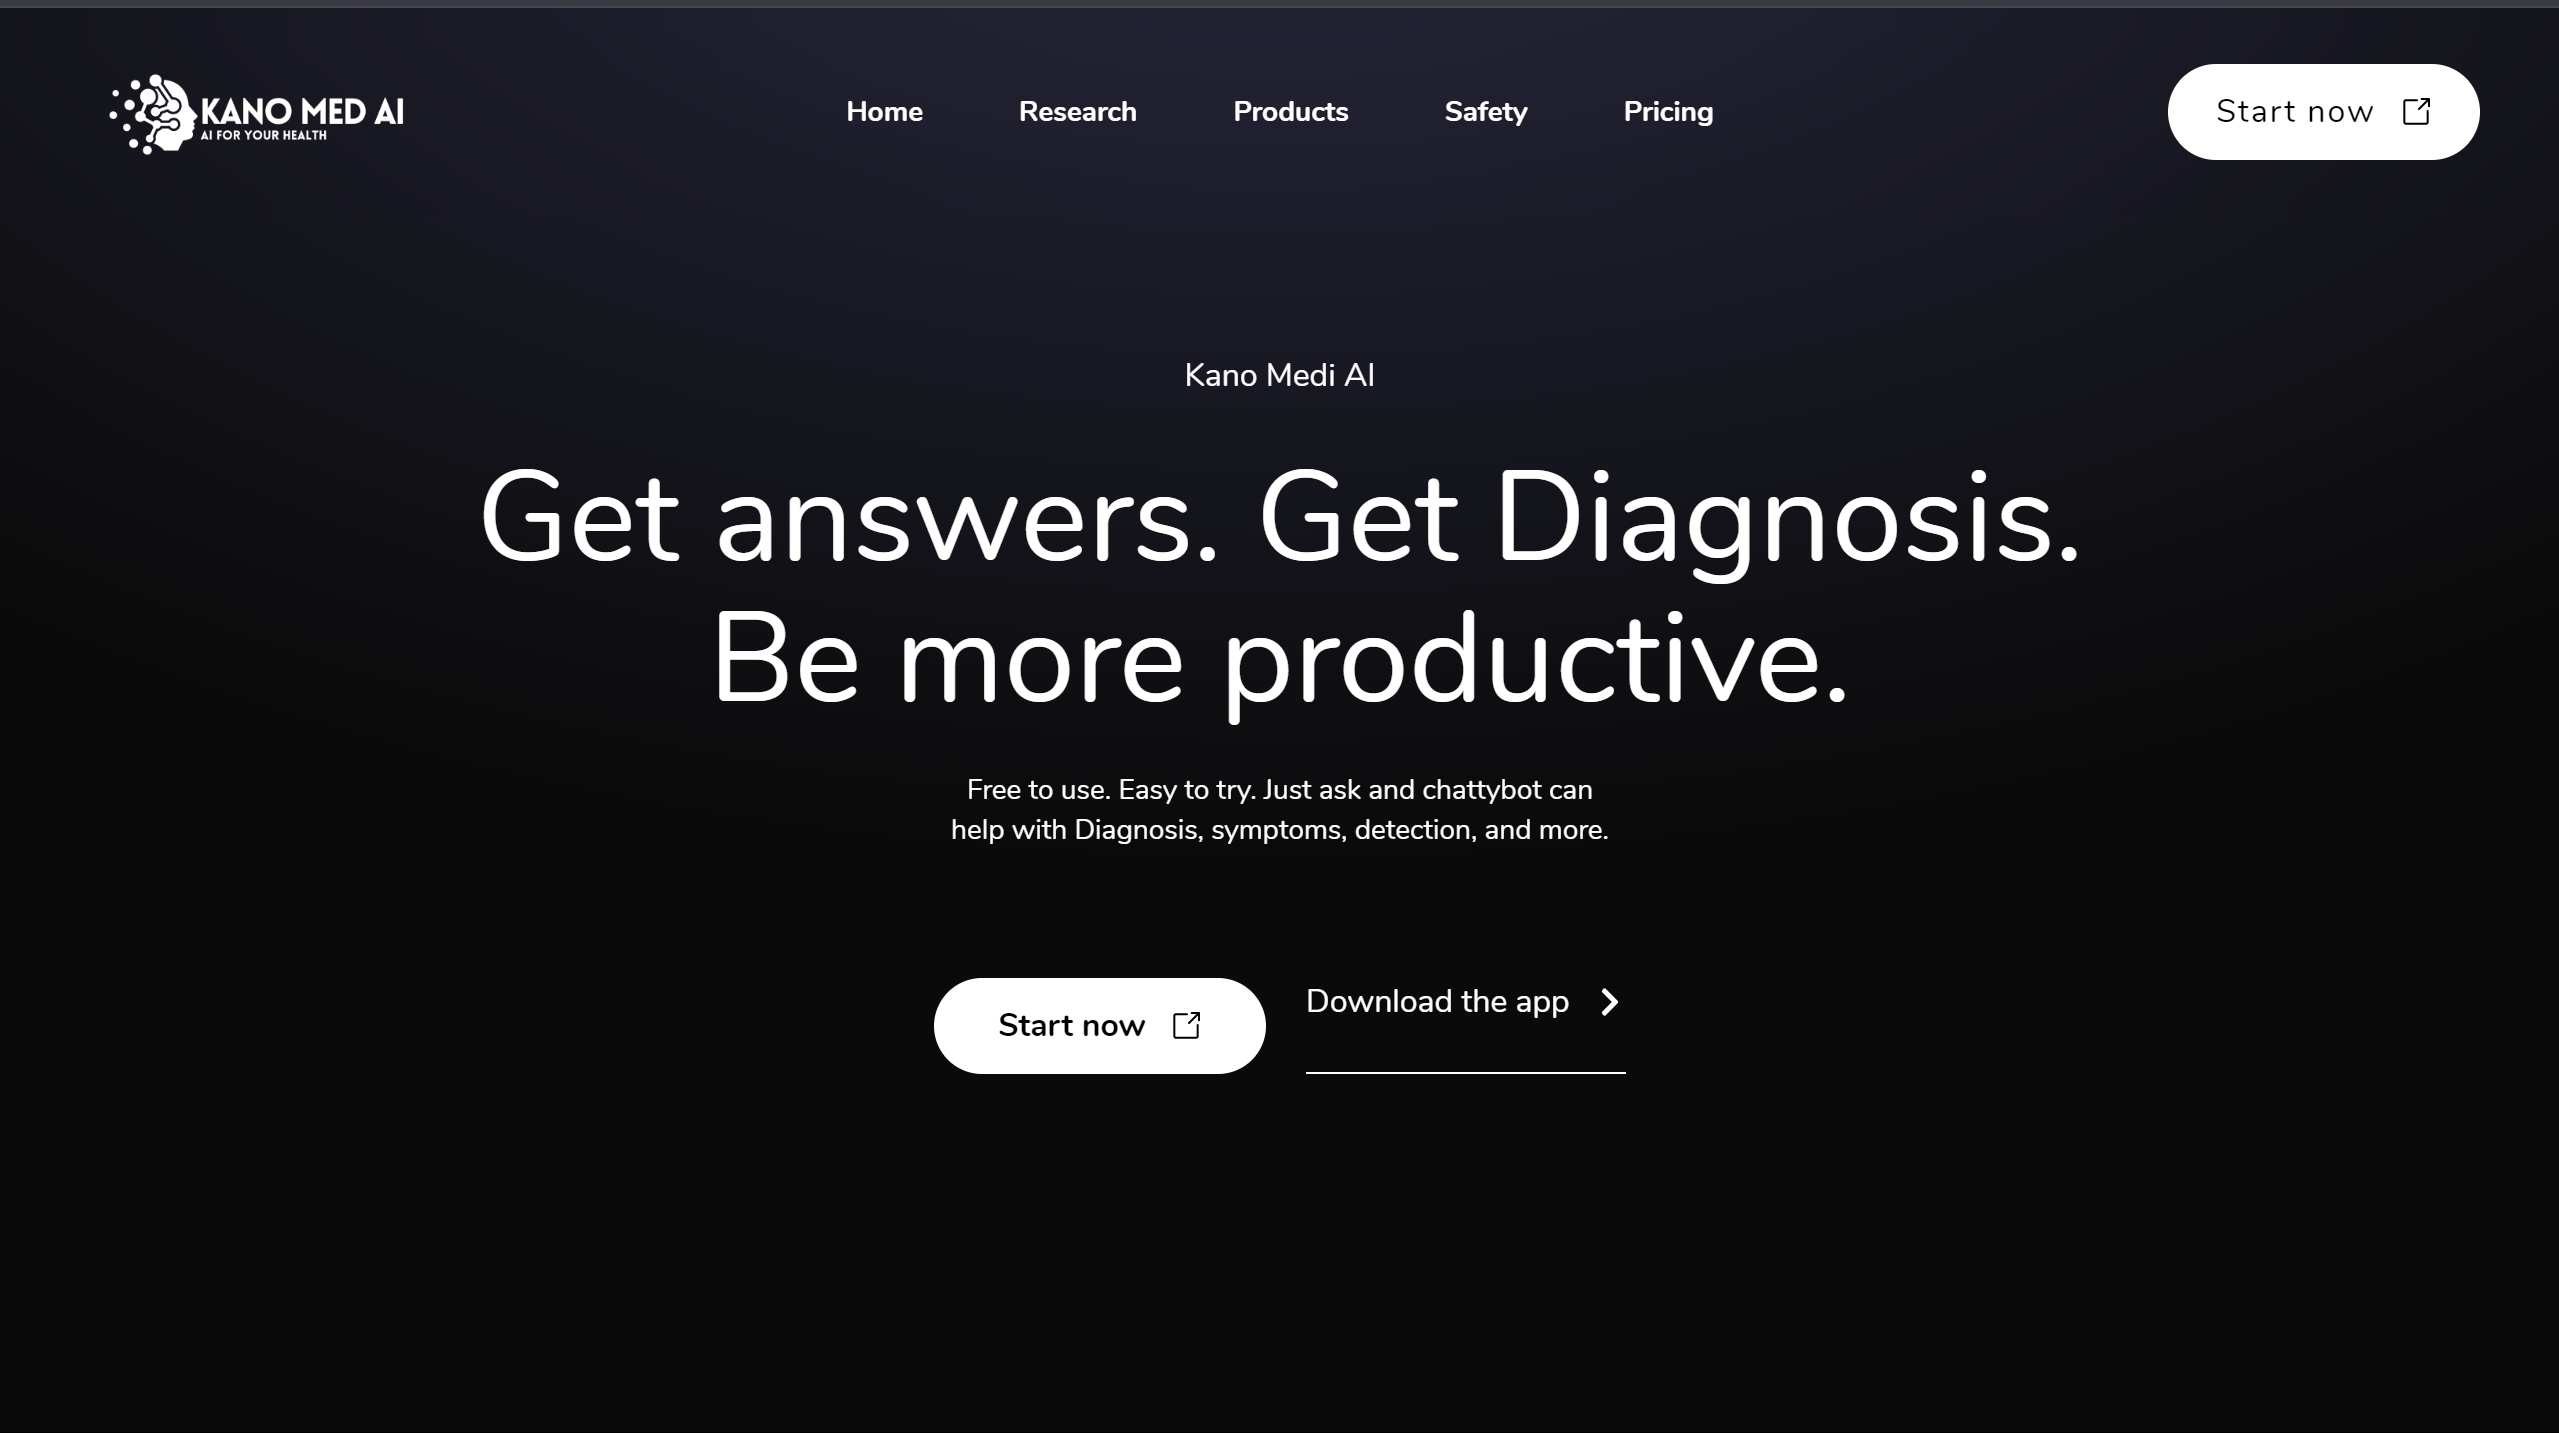 KANO MED AI
AI FOR YOUR HEALTH
Home
Research
Products
Safety
Pricing
Start now
Kano Medi AI
Get answers. Get Diagnosis.
Be more productive.
Free to use. Easy to try. Just ask and chattybot can
help with Diagnosis, symptoms, detection, and more.
Start now
Download the app